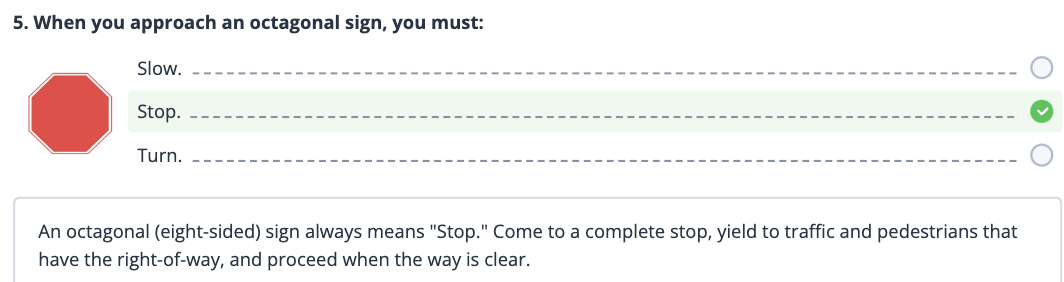 5. When you approach an octagonal sign, you must:
Slow.
Stop.
Turn.
An octagonal (eight-sided) sign always means "Stop." Come to a complete stop, yield to traffic and pedestrians that
have the right-of-way, and proceed when the way is clear.